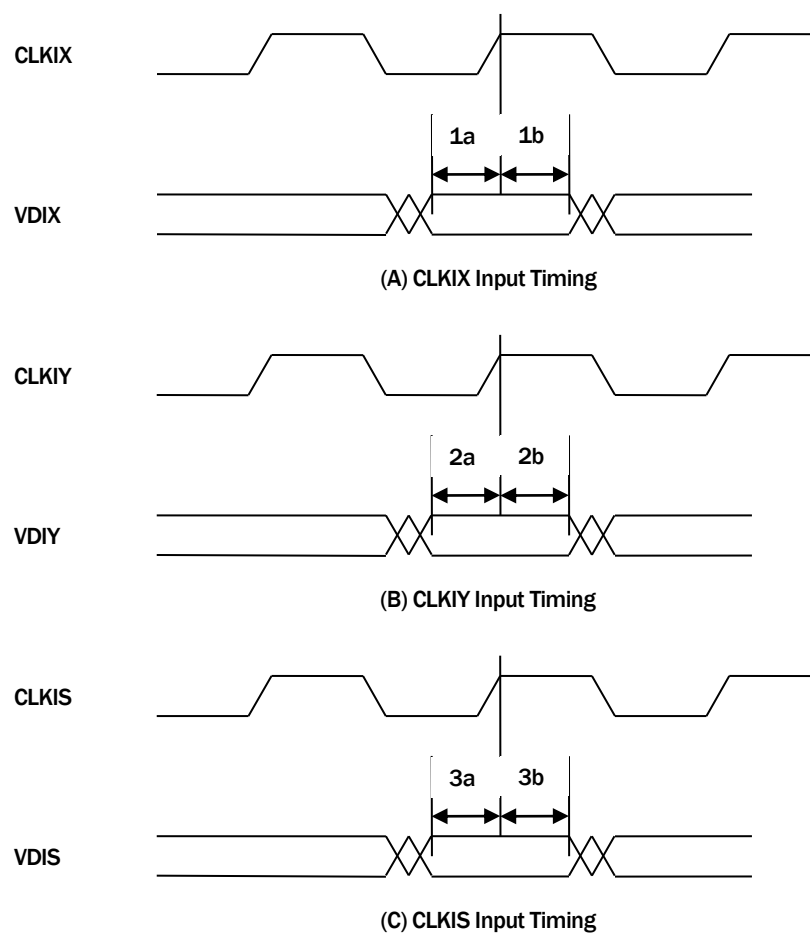 CLKIX
1a 1b
VDIX
(A) CLKIX Input Timing
CLKIY
2a 2b
VDIY
(B) CLKIY Input Timing
CLKIS
3a 3b
VDIS
(C) CLKIS Input Timing